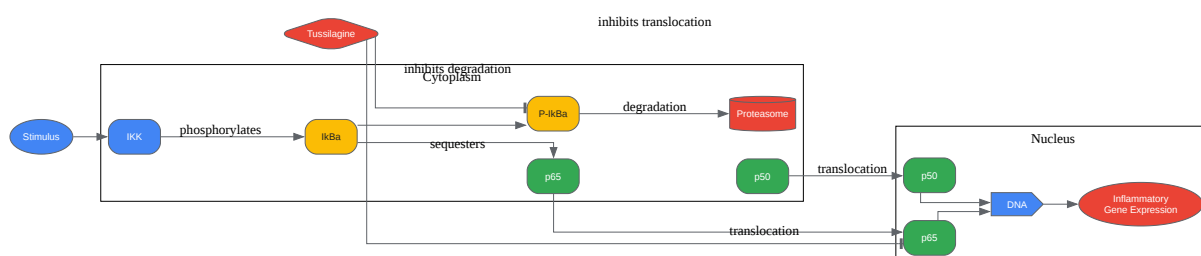 inhibits translocation
Tussilagine
inhibits degradation
Cytoplasm
P-IkBa
degradation
Proteasome
Stimulus
IKK
phosphorylates
IkBa
sequesters
Nucleus
p65
p50
translocation
p50
DNA
Inflammatory
Gene Expression
translocation
p65